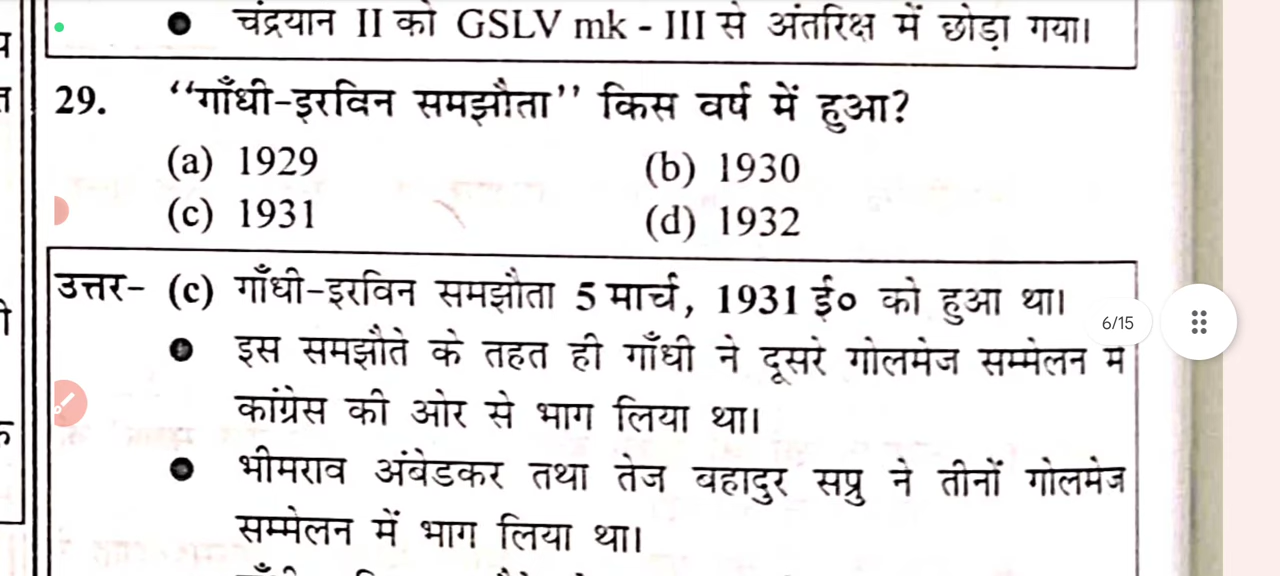 चंद्रयान II को GSLV mk - III से अंतरिक्ष में छोड़ा गया।
29. ‘‘गाँधी-इरविन समझौता’’ किस वर्ष में हुआ?
(a) 1929 (b) 1930
(c) 1931 (d) 1932
उत्तर- (c) गाँधी-इरविन समझौता 5 मार्च, 1931 ई० को हुआ था।
6/15
इस समझौते के तहत ही गाँधी ने दूसरे गोलमेज सम्मेलन में
कांग्रेस की ओर से भाग लिया था।
भीमराव अंबेडकर तथा तेज बहादुर सप्रु ने तीनों गोलमेज
सम्मेलन में भाग लिया था।